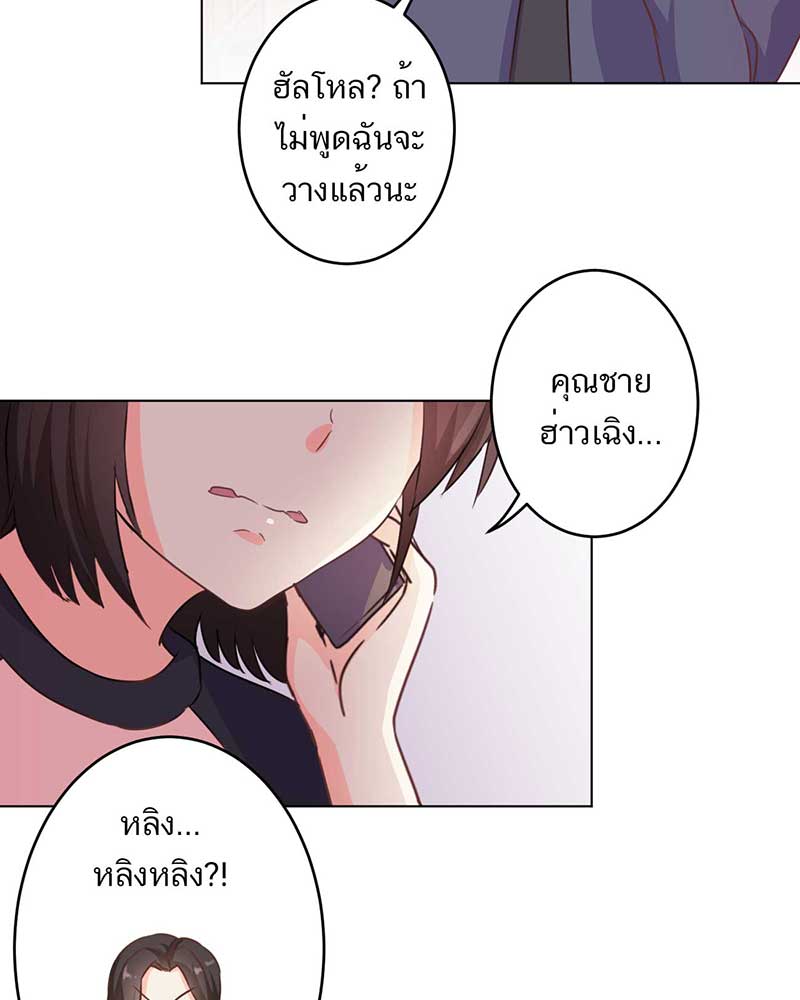 ฮัลโหล? ถ้า
ไม่พูดฉันจะ
วางแล้วนะ
คุณชาย
ฮ่าวเฉิง...
หลิง...
หลิงหลิง?!